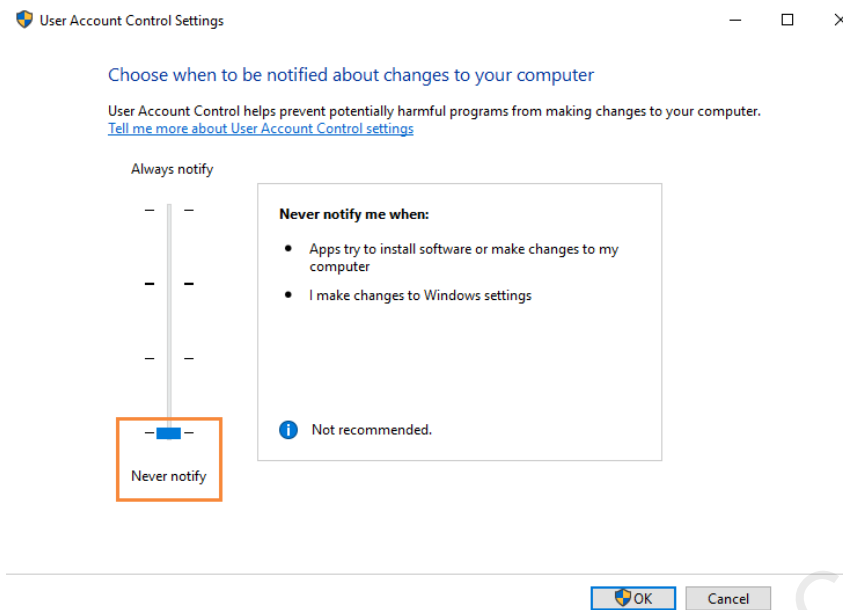 User Account Control Settings
Choose when to be notified about changes to your computer
User Account Control helps prevent potentially harmful programs from making changes to your computer.
Tell me more about User Account Control settings
Always notify
Never notify me when:
Apps try to install software or make changes to my
computer
I make changes to Windows settings
Not recommended.
Never notify
OK
Cancel